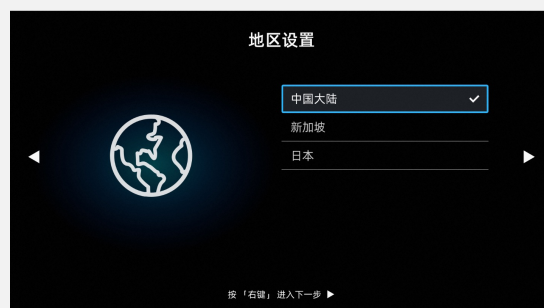 地区设置
中国大陆
新加坡
日本
按 「右键」 进入下一步 ▶